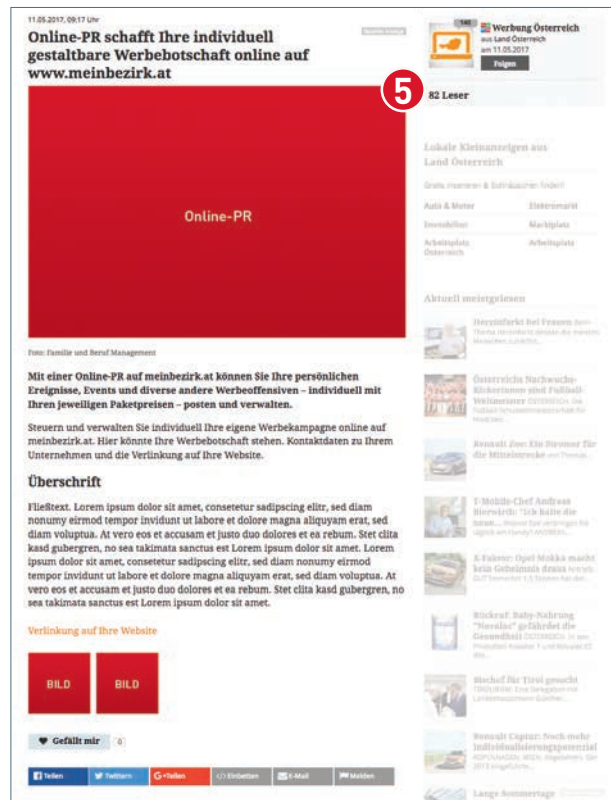 11.05.2017, 09:17 Uhr
Online-PR schafft Ihre individuell
gestaltbare Werbebotschaft online auf
www.meinbezirk.at
Online-PR
Foto: Familie und Beruf Management
Mit einer Online-PR auf meinbezirk.at können Sie Ihre persönlichen
Ereignisse, Events und diverse andere Werbeoffensiven – individuell mit
Ihren jeweiligen Paketpreisen – posten und verwalten.
Steuern und verwalten Sie individuell Ihre eigene Werbekampagne online auf
meinbezirk.at. Hier könnte Ihre Werbebotschaft stehen. Kontaktdaten zu Ihrem
Unternehmen und die Verlinkung auf Ihre Website.
Überschrift
Fließtext. Lorem ipsum dolor sit amet, consetetur sadipscing elitr, sed diam
nonumy eirmod tempor invidunt ut labore et dolore magna aliquyam erat, sed
diam voluptua. At vero eos et accusam et justo duo dolores et ea rebum. Stet clita
kasd gubergren, no sea takimata sanctus est Lorem ipsum dolor sit amet. Lorem
ipsum dolor sit amet, consetetur sadipscing elitr, sed diam nonumy eirmod
tempor invidunt ut labore et dolore magna aliquyam erat, sed diam voluptua. At
vero eos et accusam et justo duo dolores et ea rebum. Stet clita kasd gubergren, no
sea takimata sanctus est Lorem ipsum dolor sit amet.
Verlinkung auf Ihre Website
BILD BILD
Gefällt mir 0
Teilen Twittern G+Teilen Einbetten E-Mail Melden
140
Werbung Österreich
aus Land Österreich
am 11.05.2017
Folgen
5
82 Leser
Lokale Kleinanzeigen aus
Land Österreich
Gratis inserieren & Schnäppchen finden!
Auto & Motor Elektromarkt
Immobilien Marktplatz
Arbeitsplatz Arbeitsplatz
Österreich
Aktuell meistgelesen
Herzinfarkt bei Frauen
Österreichs Nachwuchs-
Kickerinnen sind Fußball-
Weltmeister
Renault Zoe: Ein Stromer für
die Mittelstrecke
T-Mobile-Chef Andreas
Bierwirth: "Ich halte die
X-Faktor: Opel Mokka macht
kein Geheimnis draus
Rückruf: Baby-Nahrung
"Novalac" gefährdet die
Gesundheit
Bischof für Tirol gesucht
Renault Captur: Noch mehr
Individualisierungspotenzial
Lange Sommertage